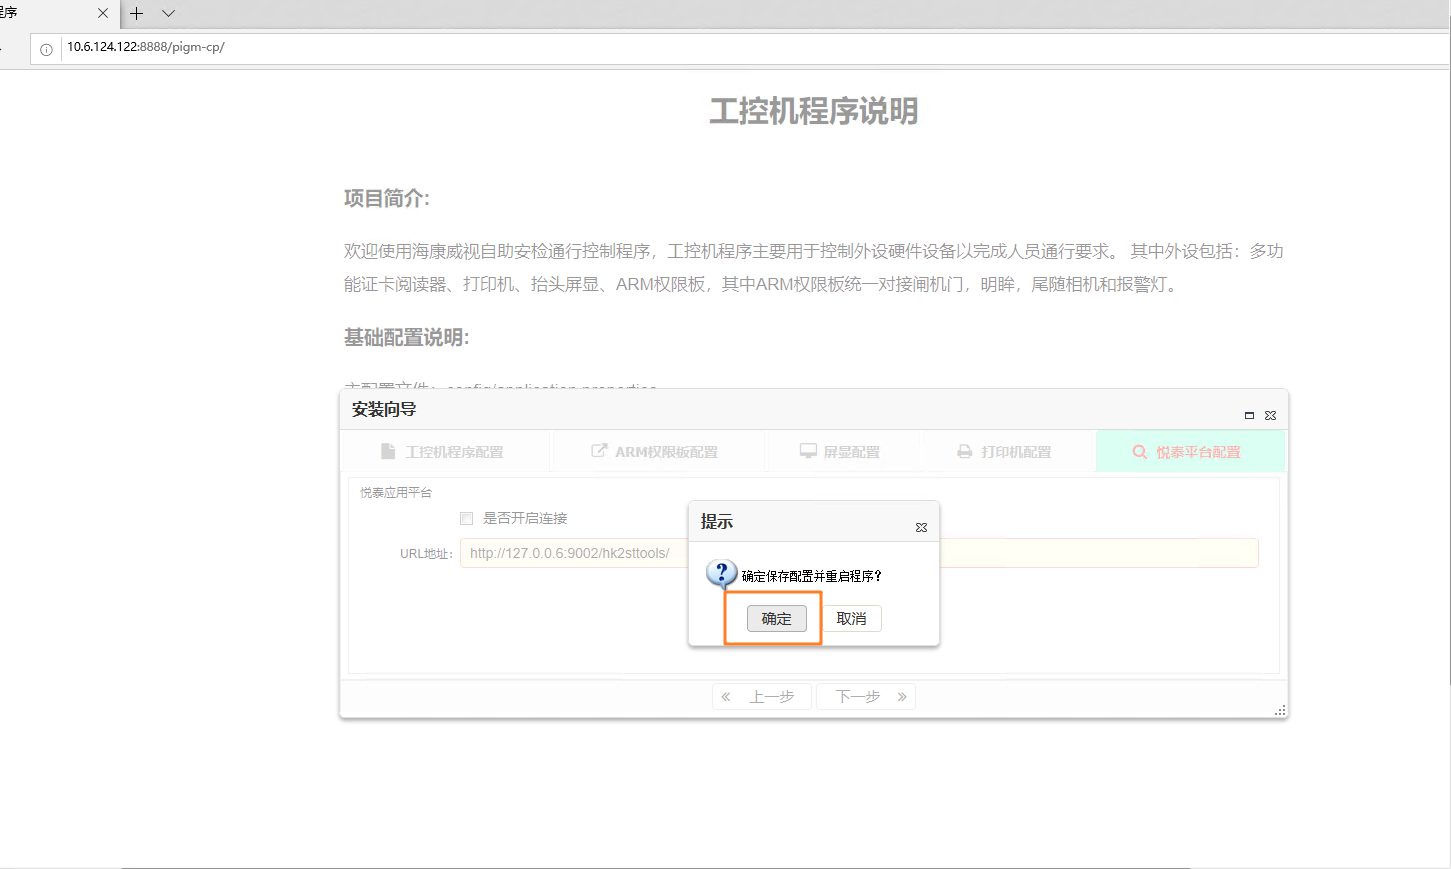 程序
10.6.124.122:8888/pigm-cp/
工控机程序说明
项目简介:
欢迎使用海康威视自助安检通行控制程序，工控机程序主要用于控制外设硬件设备以完成人员通行要求。 其中外设包括：多功
能证卡阅读器、打印机、抬头屏显、ARM权限板，其中ARM权限板统一对接闸机门，明眸，尾随相机和报警灯。
基础配置说明:
主配置文件：config/application.properties
安装向导
工控机程序配置 ARM权限板配置 屏显配置 打印机配置 悦泰平台配置
悦泰应用平台
是否开启连接
URL地址: http://127.0.0.6:9002/hk2sttools/
提示
确定保存配置并重启程序?
确定 取消
« 上一步 下一步 »